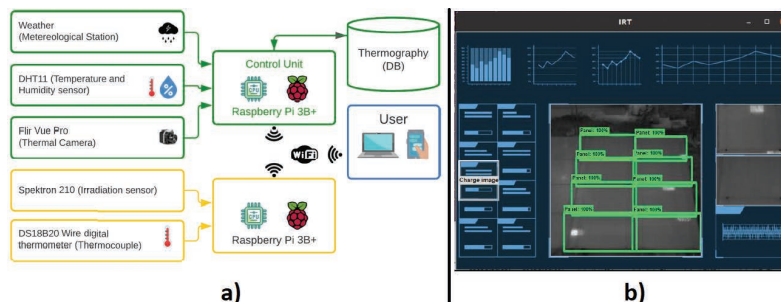 Weather
(Metereological Station)
DHT11 (Temperature and
Humidity sensor)
Flir Vue Pro
(Thermal Camera)
Spektron 210 (Irradiation sensor)
DS18B20 Wire digital
thermometer (Thermocouple)
Control Unit
CPU
Raspberry Pi 3B+
WiFi
CPU
Raspberry Pi 3B+
Thermography
(DB)
User
a)
IRT
Charge image
Panel: 100%
Panel: 100%
Panel: 100%
Panel: 100%
Panel: 100%
Panel: 100%
Panel: 100%
Panel: 100%
b)